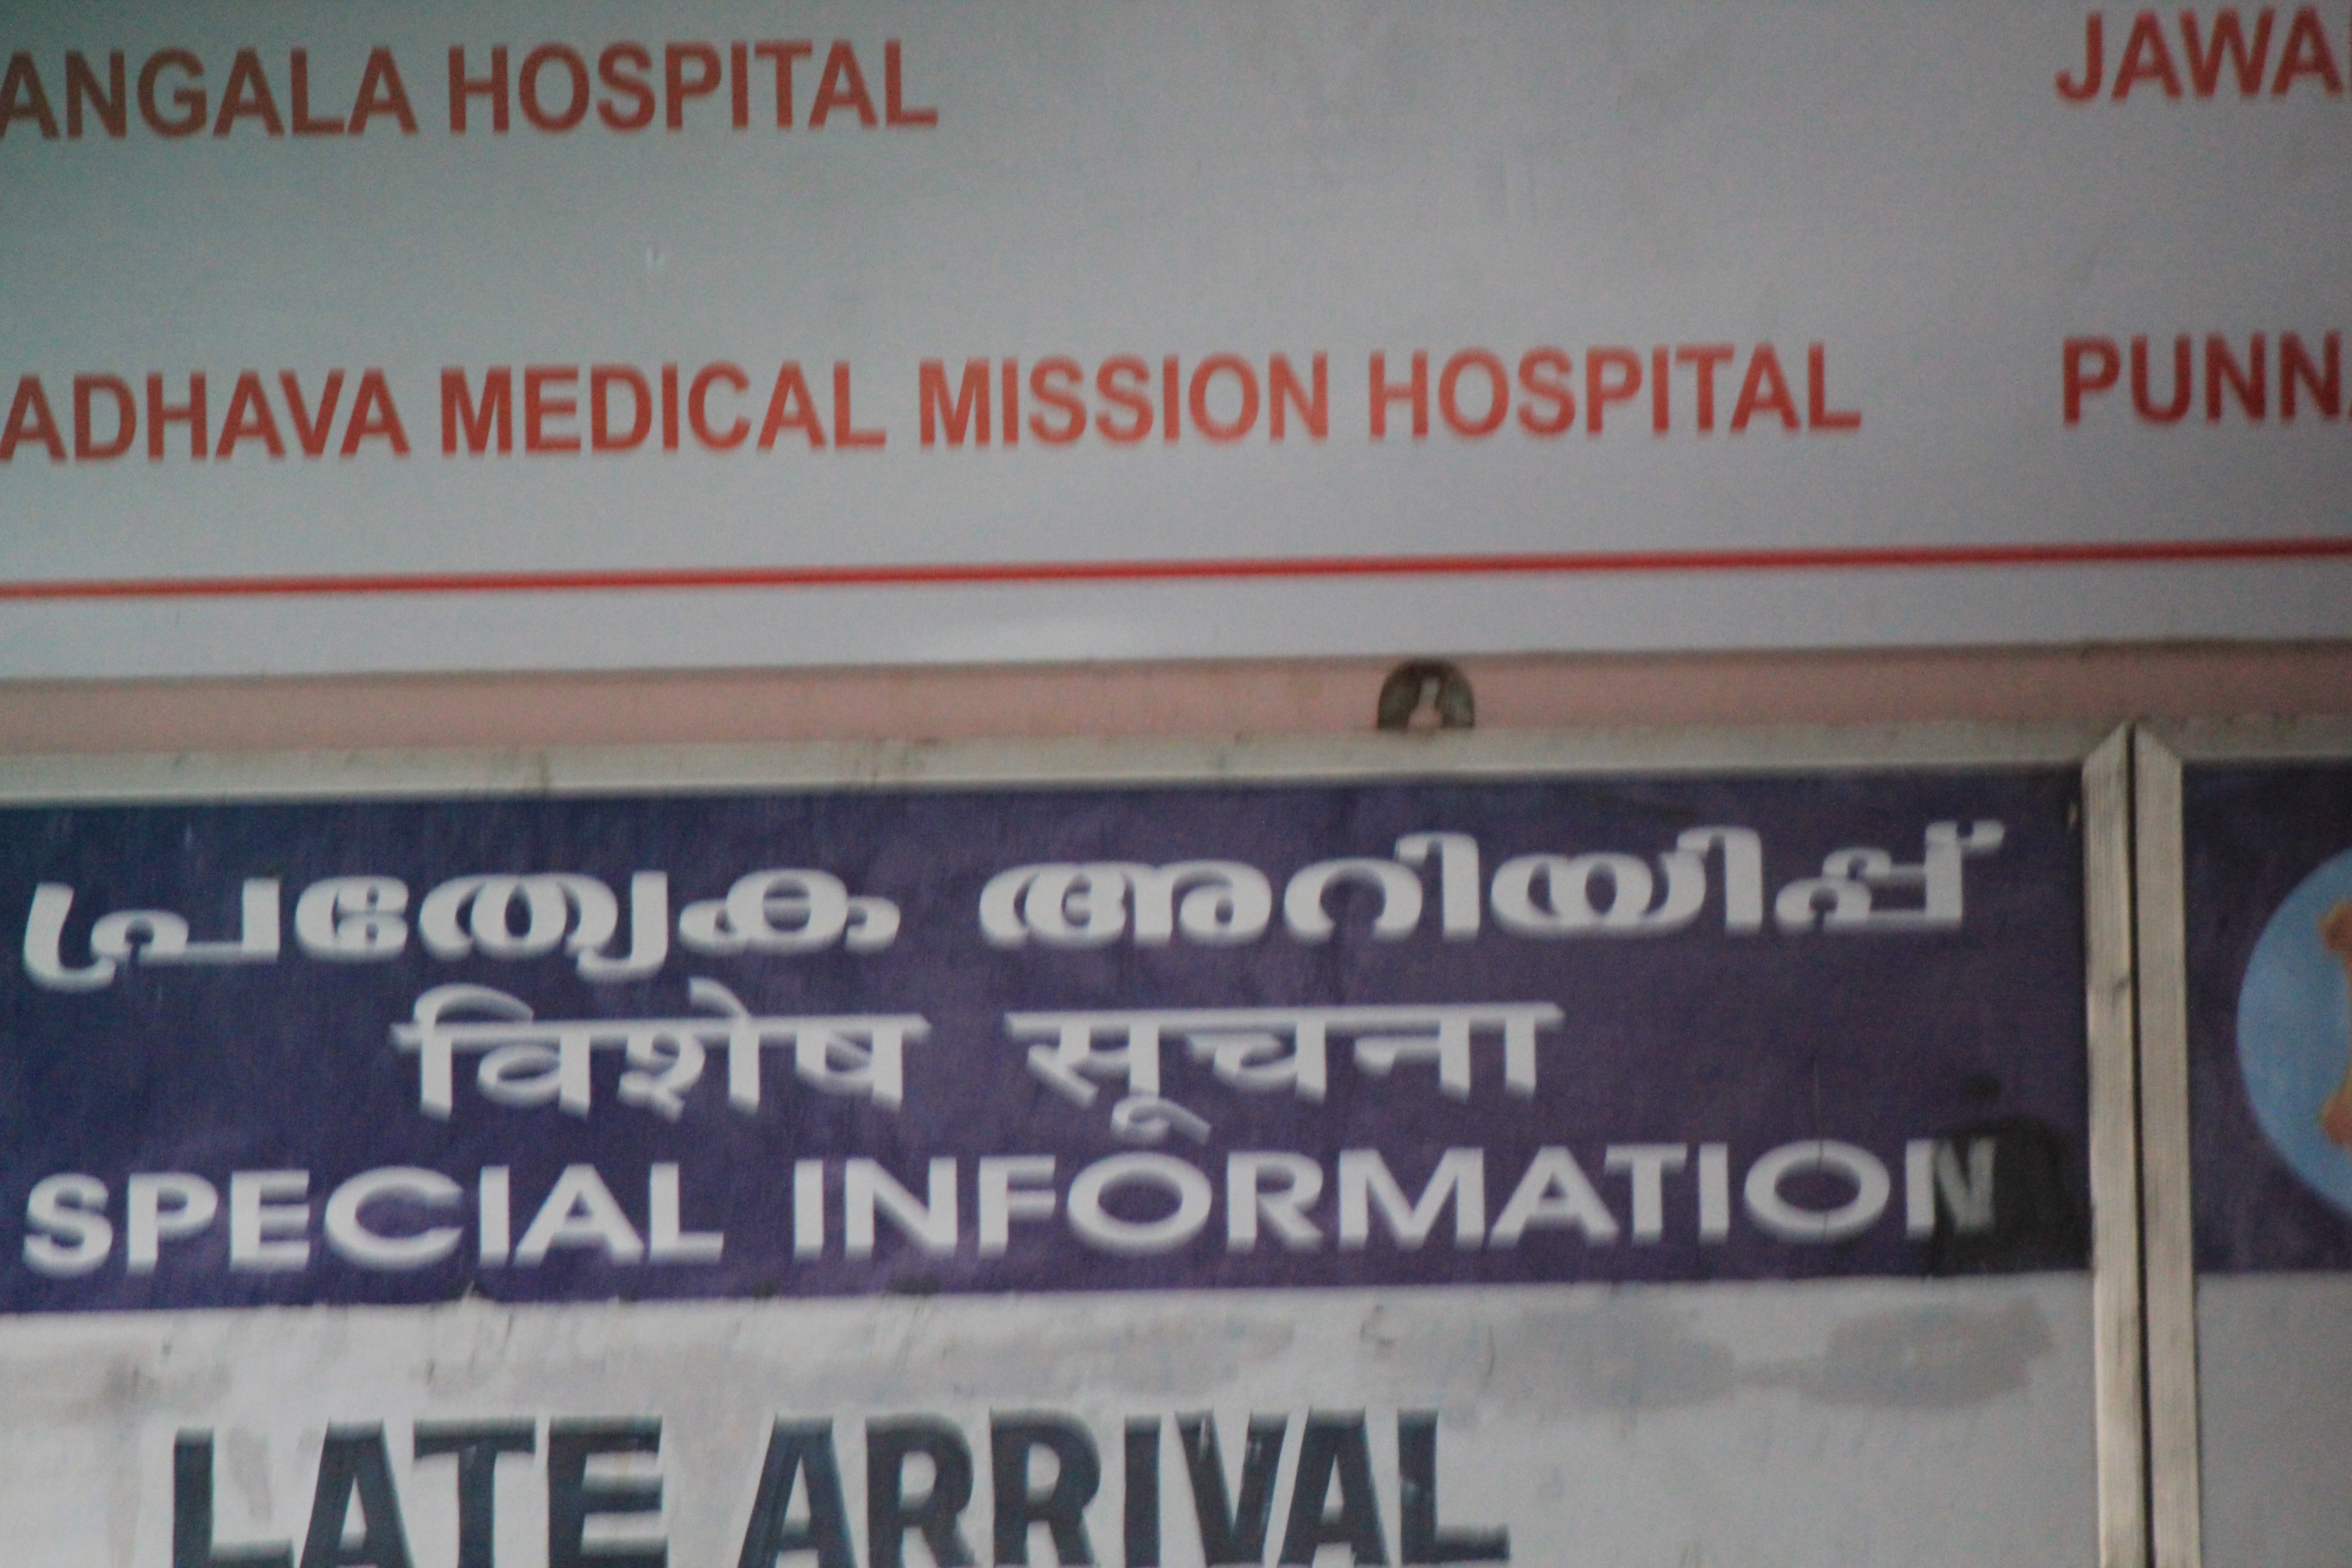 ANGALA HOSPITAL JAWA
ADHAVA MEDICAL MISSION HOSPITAL PUNN
പ്രത്യേക അറിയിപ്പ്
विशेष सूचना
SPECIAL INFORMATION
LATE ARRIVAL